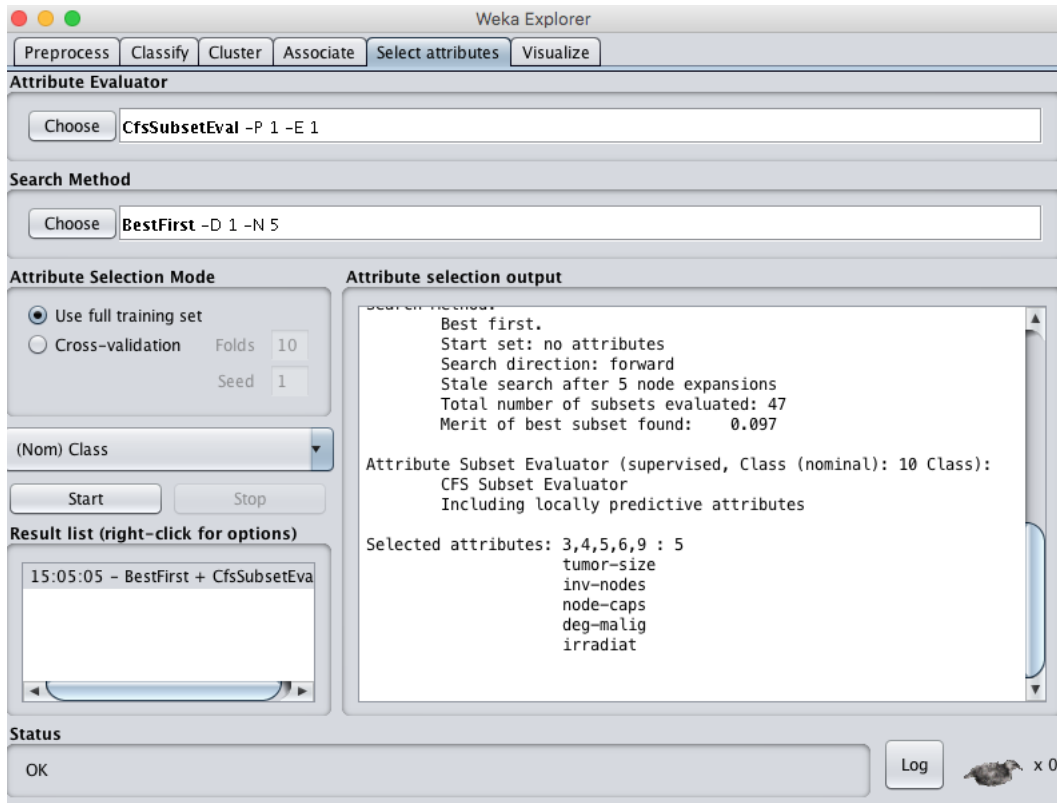 Weka Explorer
Preprocess Classify Cluster Associate Select attributes Visualize
Attribute Evaluator
Choose CfsSubsetEval -P 1 -E 1
Search Method
Choose BestFirst -D 1 -N 5
Attribute Selection Mode
Use full training set
Cross-validation Folds 10
Seed 1
(Nom) Class
Start Stop
Result list (right-click for options)
15:05:05 - BestFirst + CfsSubsetEva
Attribute selection output
Search Method:
Best first.
Start set: no attributes
Search direction: forward
Stale search after 5 node expansions
Total number of subsets evaluated: 47
Merit of best subset found: 0.097
Attribute Subset Evaluator (supervised, Class (nominal): 10 Class):
CFS Subset Evaluator
Including locally predictive attributes
Selected attributes: 3,4,5,6,9 : 5
tumor-size
inv-nodes
node-caps
deg-malig
irradiat
Status
OK
Log
x 0